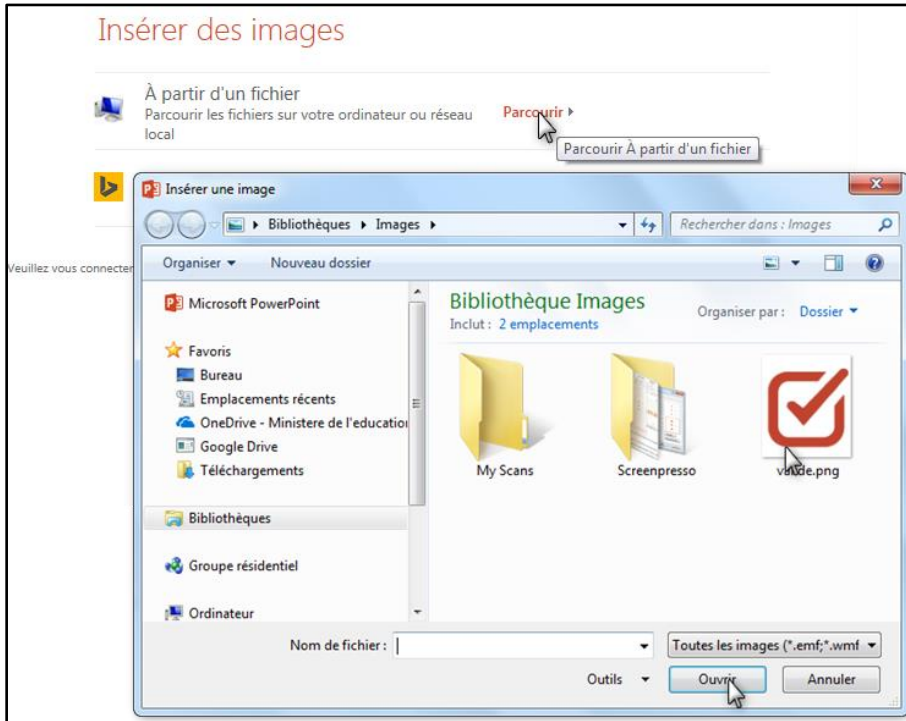 Insérer des images
À partir d'un fichier
Parcourir les fichiers sur votre ordinateur ou réseau
local
Parcourir
Parcourir À partir d'un fichier
Veuillez vous connecter
Insérer une image
Bibliothèques Images
Rechercher dans : Images
Organiser Nouveau dossier
Microsoft PowerPoint
Favoris
Bureau
Emplacements récents
OneDrive - Ministere de l'education
Google Drive
Téléchargements
Bibliothèques
Groupe résidentiel
Ordinateur
Bibliothèque Images
Inclut : 2 emplacements
Organiser par : Dossier
My Scans
Screenpresso
Nom de fichier :
Toutes les images (*.emf;*.wmf
Outils
Ouvrir
Annuler